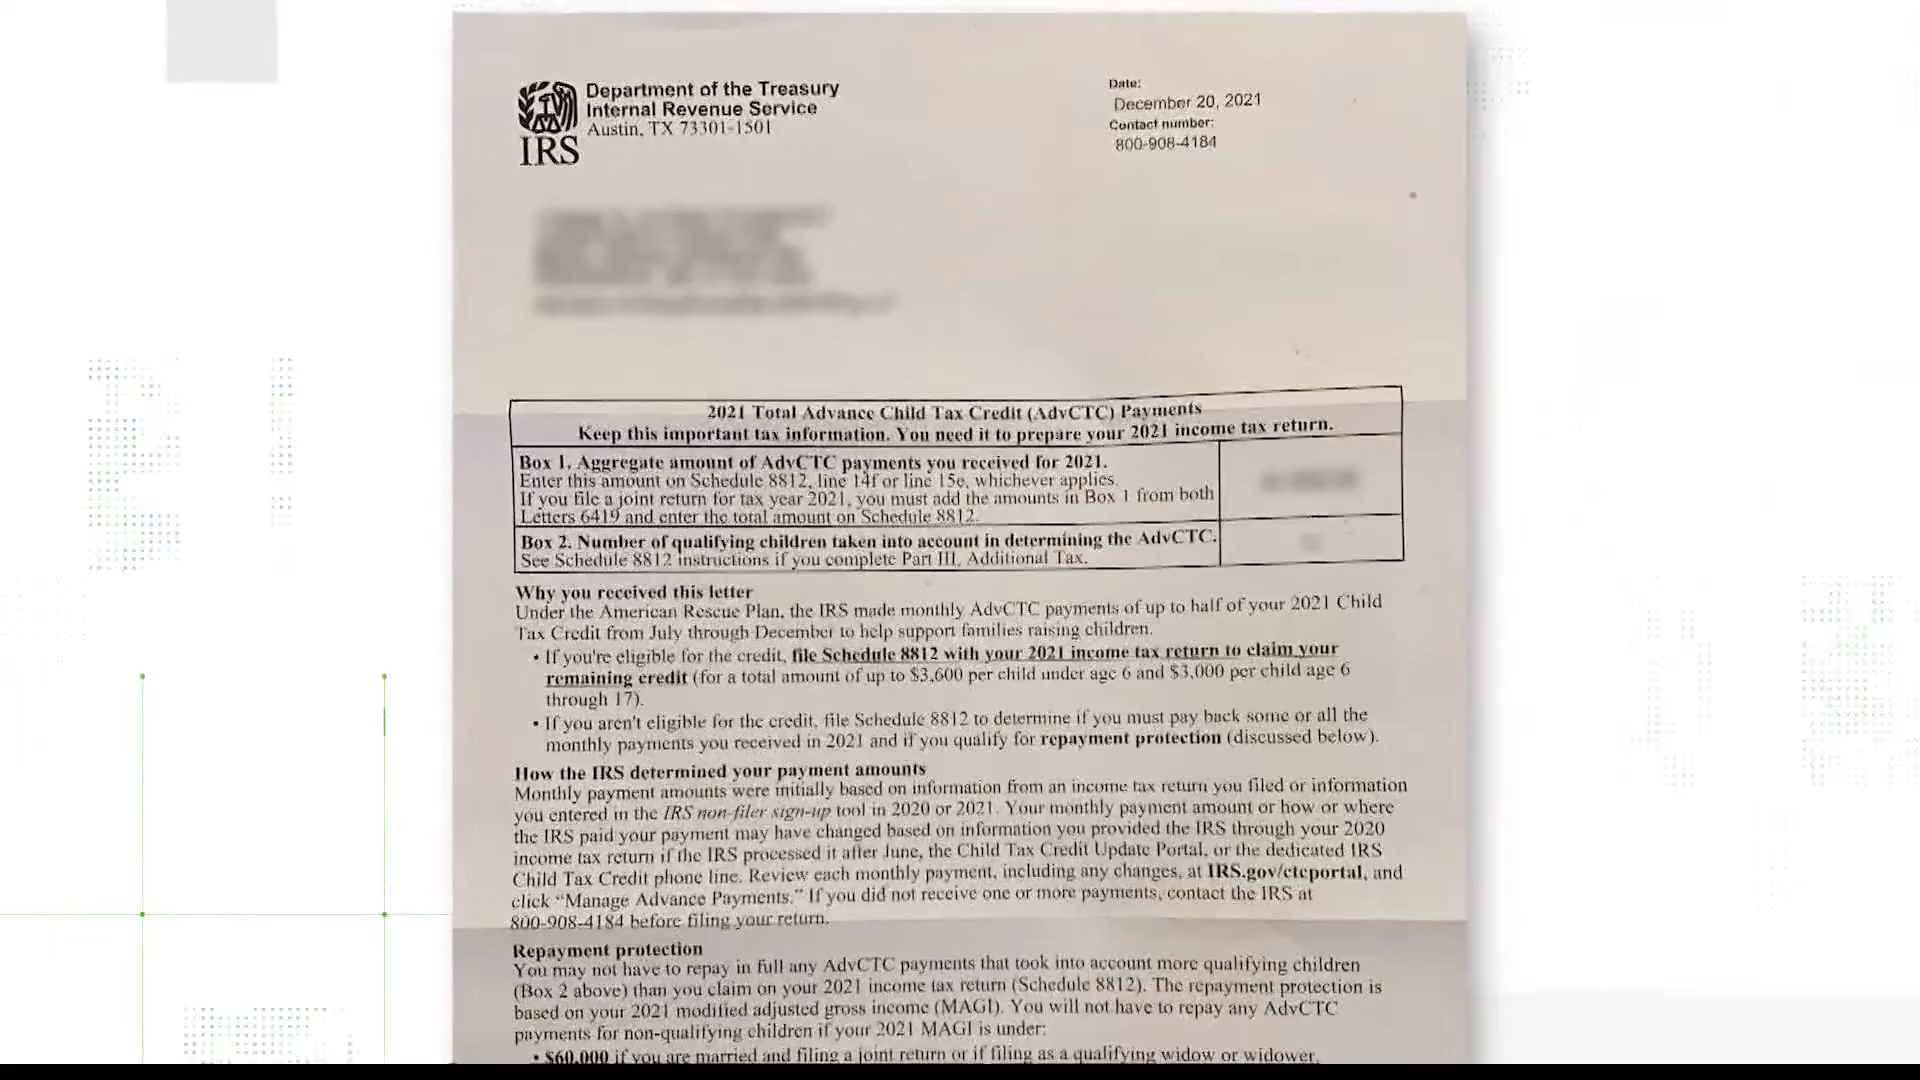 Department of the Treasury
Internal Revenue Service
Austin, TX 73301-1501
IRS
Date:
December 20, 2021
Contact number:
800-908-4184
2021 Total Advance Child Tax Credit (AdvCTC) Payments
Keep this important tax information. You need it to prepare your 2021 income tax return.
Box 1. Aggregate amount of AdvCTC payments you received for 2021.
Enter this amount on Schedule 8812, line 14f or line 15e, whichever applies.
If you file a joint return for tax year 2021, you must add the amounts in Box 1 from both
Letters 6419 and enter the total amount on Schedule 8812.
Box 2. Number of qualifying children taken into account in determining the AdvCTC.
See Schedule 8812 instructions if you complete Part III, Additional Tax.
Why you received this letter
Under the American Rescue Plan, the IRS made monthly AdvCTC payments of up to half of your 2021 Child
Tax Credit from July through December to help support families raising children.
• If you're eligible for the credit, file Schedule 8812 with your 2021 income tax return to claim your
remaining credit (for a total amount of up to $3,600 per child under age 6 and $3,000 per child age 6
through 17).
• If you aren't eligible for the credit, file Schedule 8812 to determine if you must pay back some or all the
monthly payments you received in 2021 and if you qualify for repayment protection (discussed below).
How the IRS determined your payment amounts
Monthly payment amounts were initially based on information from an income tax return you filed or information
you entered in the IRS non-filer sign-up tool in 2020 or 2021. Your monthly payment amount or how or where
the IRS paid your payment may have changed based on information you provided the IRS through your 2020
income tax return if the IRS processed it after June, the Child Tax Credit Update Portal, or the dedicated IRS
Child Tax Credit phone line. Review each monthly payment, including any changes, at IRS.gov/ctcportal, and
click “Manage Advance Payments.” If you did not receive one or more payments, contact the IRS at
800-908-4184 before filing your return.
Repayment protection
You may not have to repay in full any AdvCTC payments that took into account more qualifying children
(Box 2 above) than you claim on your 2021 income tax return (Schedule 8812). The repayment protection is
based on your 2021 modified adjusted gross income (MAGI). You will not have to repay any AdvCTC
payments for non-qualifying children if your 2021 MAGI is under:
• $60,000 if you are married and filing a joint return or if filing as a qualifying widow or widower.